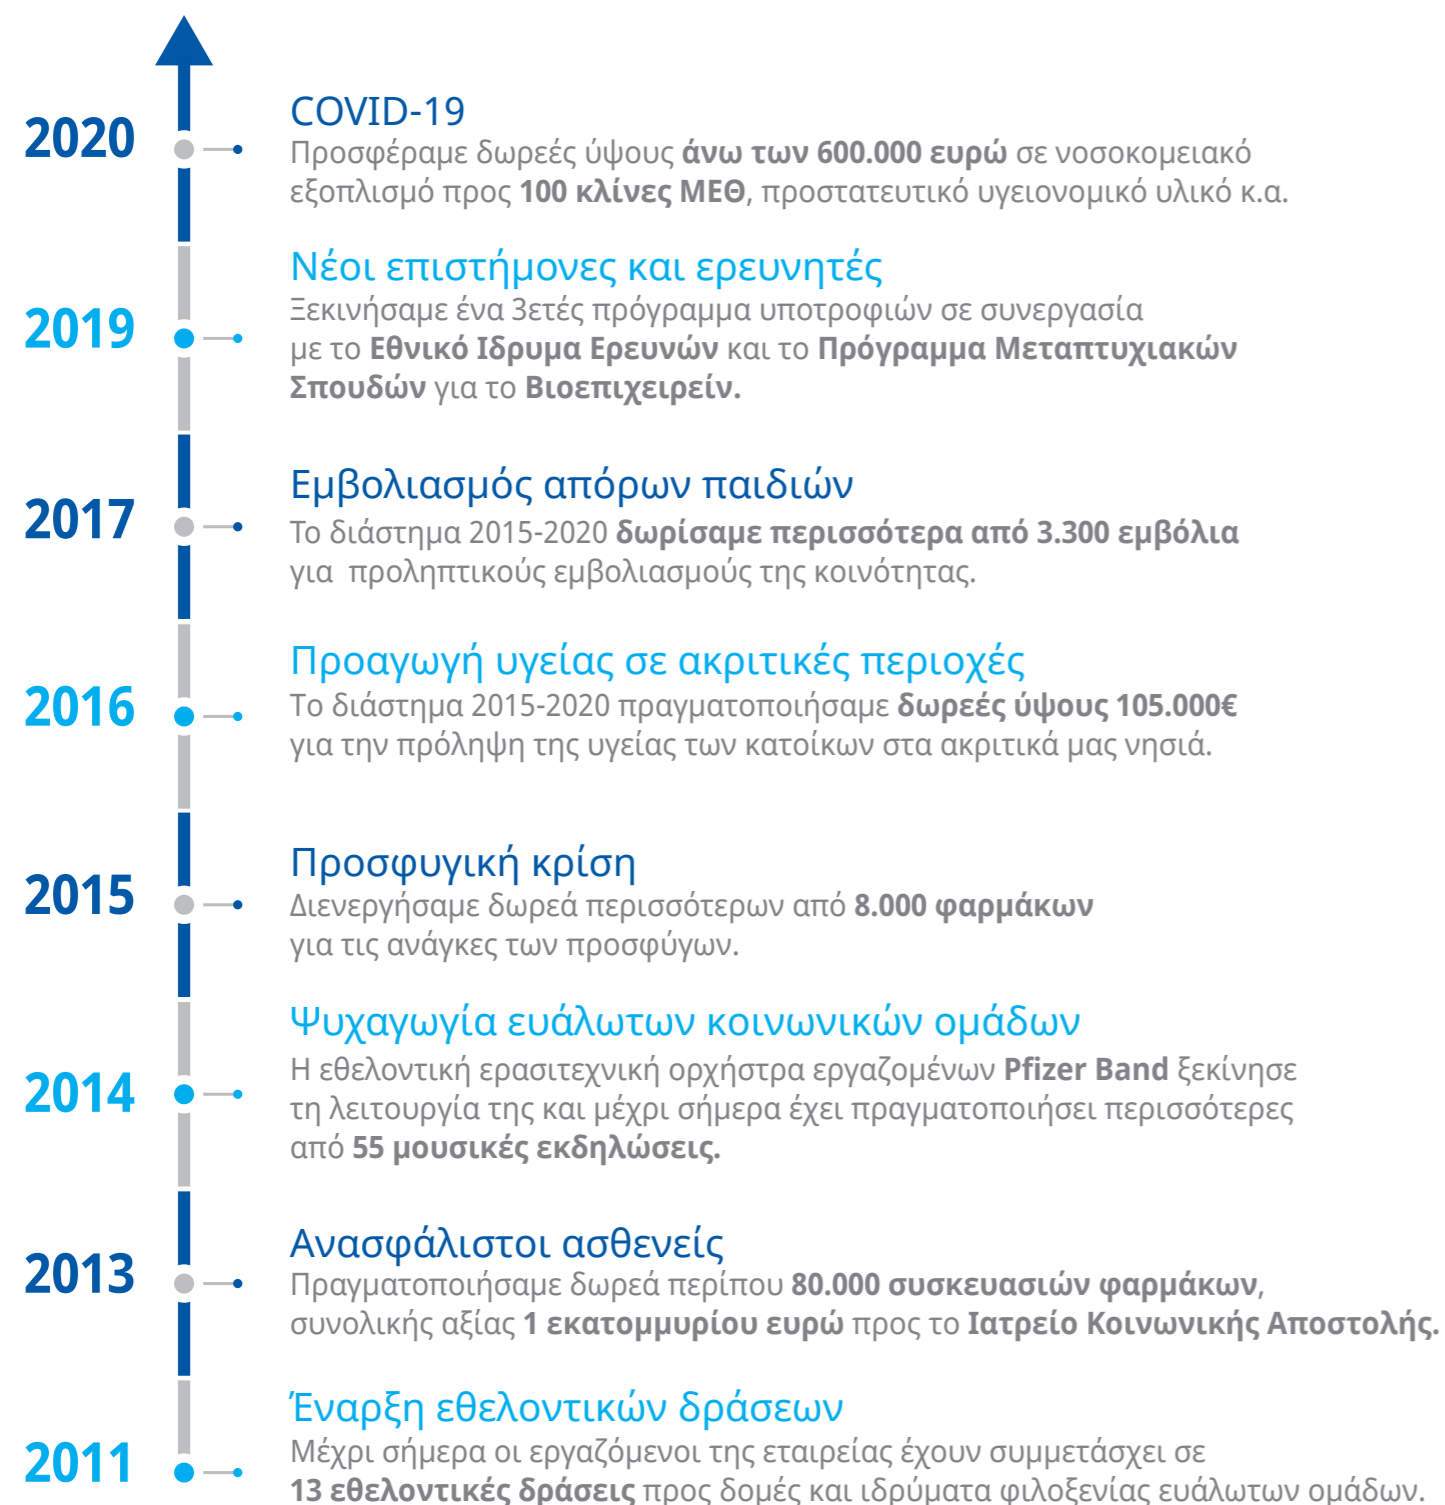 2020
COVID-19
Προσφέραμε δωρεές ύψους άνω των 600.000 ευρώ σε νοσοκομειακό
εξοπλισμό προς 100 κλίνες ΜΕΘ, προστατευτικό υγειονομικό υλικό κ.α.
2019
Νέοι επιστήμονες και ερευνητές
Ξεκινήσαμε ένα 3ετές πρόγραμμα υποτροφιών σε συνεργασία
με το Εθνικό Ιδρυμα Ερευνών και το Πρόγραμμα Μεταπτυχιακών
Σπουδών για το Βιοεπιχειρείν.
2017
Εμβολιασμός απόρων παιδιών
Το διάστημα 2015-2020 δωρίσαμε περισσότερα από 3.300 εμβόλια
για προληπτικούς εμβολιασμούς της κοινότητας.
2016
Προαγωγή υγείας σε ακριτικές περιοχές
Το διάστημα 2015-2020 πραγματοποιήσαμε δωρεές ύψους 105.000€
για την πρόληψη της υγείας των κατοίκων στα ακριτικά μας νησιά.
2015
Προσφυγική κρίση
Διενεργήσαμε δωρεά περισσότερων από 8.000 φαρμάκων
για τις ανάγκες των προσφύγων.
2014
Ψυχαγωγία ευάλωτων κοινωνικών ομάδων
Η εθελοντική ερασιτεχνική ορχήστρα εργαζομένων Pfizer Band ξεκίνησε
τη λειτουργία της και μέχρι σήμερα έχει πραγματοποιήσει περισσότερες
από 55 μουσικές εκδηλώσεις.
2013
Ανασφάλιστοι ασθενείς
Πραγματοποιήσαμε δωρεά περίπου 80.000 συσκευασιών φαρμάκων,
συνολικής αξίας 1 εκατομμυρίου ευρώ προς το Ιατρείο Κοινωνικής Αποστολής.
2011
Έναρξη εθελοντικών δράσεων
Μέχρι σήμερα οι εργαζόμενοι της εταιρείας έχουν συμμετάσχει σε
13 εθελοντικές δράσεις προς δομές και ιδρύματα φιλοξενίας ευάλωτων ομάδων.